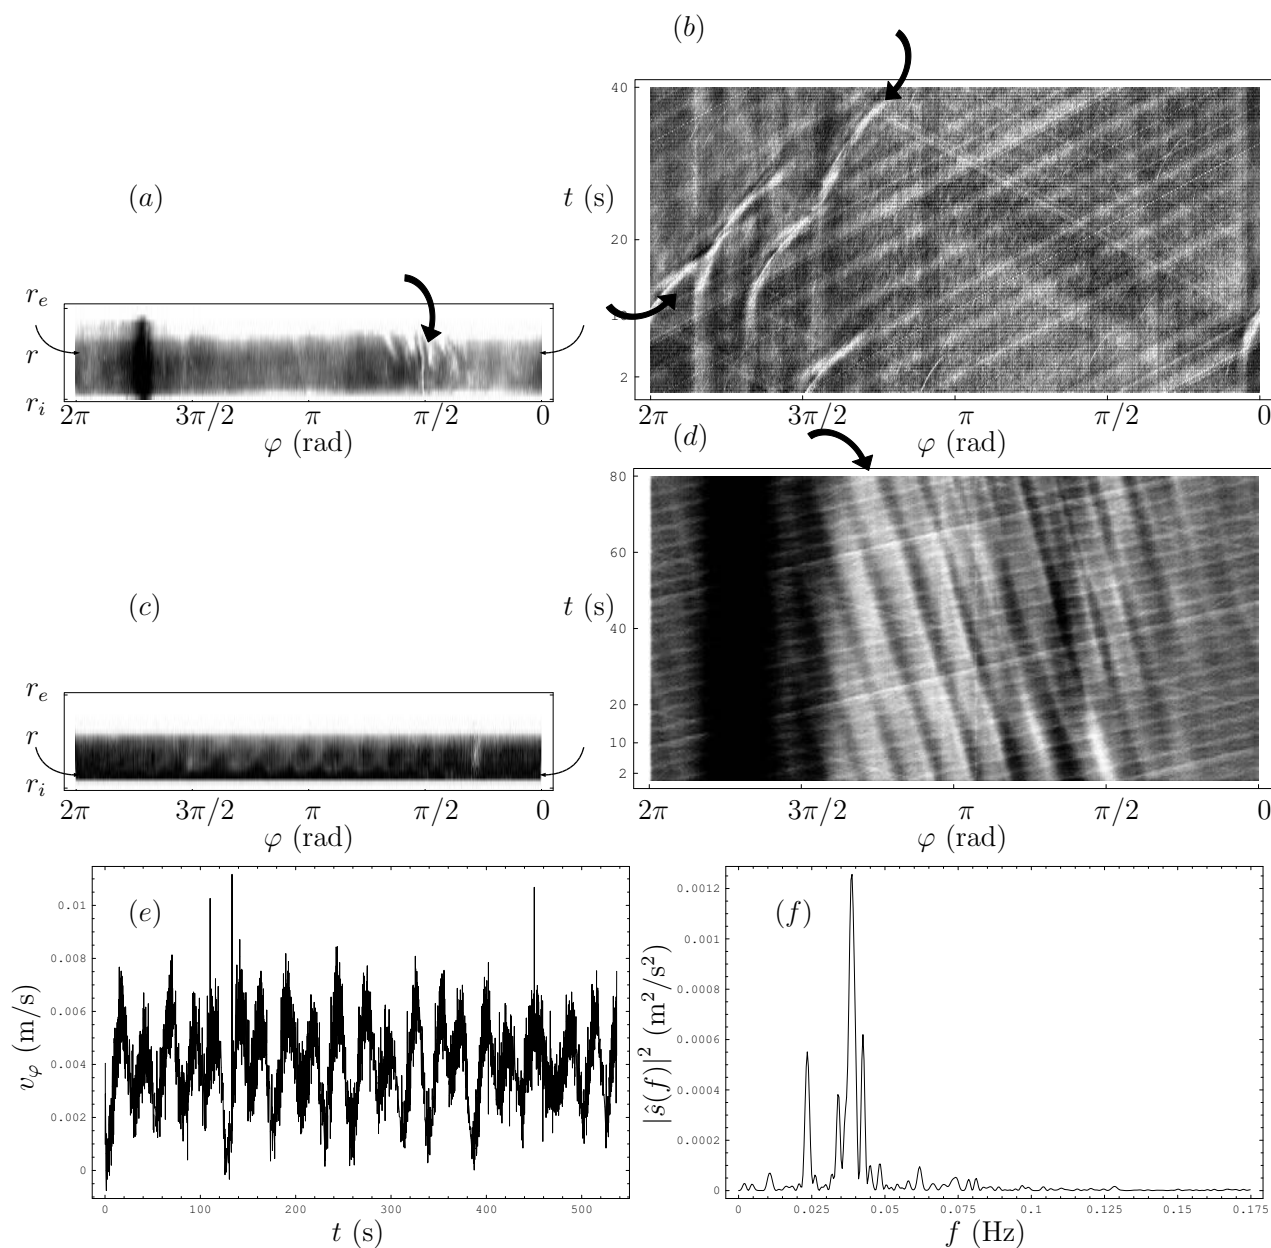 (b)
40
20
10
2
t (s)
2π 3π/2 π π/2 0
φ (rad)
(a)
r_e
r
r_i
2π 3π/2 π π/2 0
φ (rad)
(d)
80
60
40
20
10
2
t (s)
2π 3π/2 π π/2 0
φ (rad)
(c)
r_e
r
r_i
2π 3π/2 π π/2 0
φ (rad)
(e)
0.01
0.008
0.006
0.004
0.002
0
v_φ (m/s)
0 100 200 300 400 500
t (s)
(f)
0.0012
0.001
0.0008
0.0006
0.0004
0.0002
0
|ŝ(f)|² (m²/s²)
0 0.025 0.05 0.075 0.1 0.125 0.15 0.175
f (Hz)